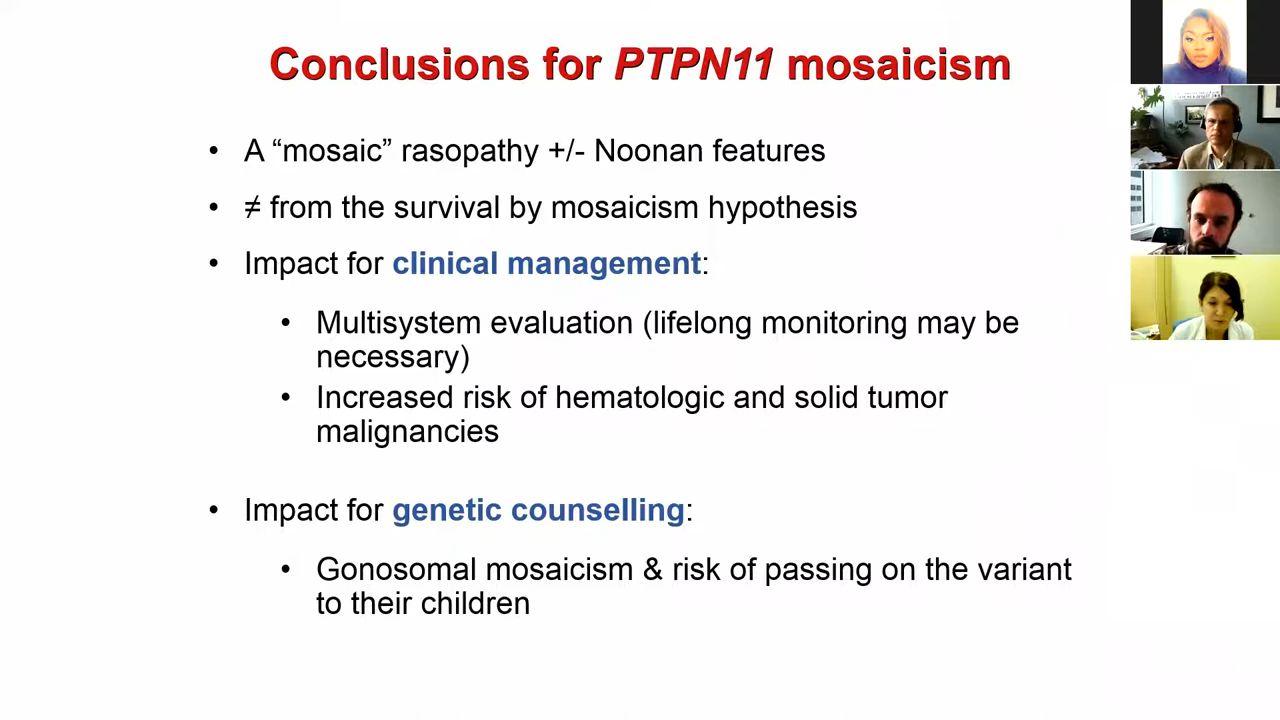 Conclusions for PTPN11 mosaicism
• A “mosaic” rasopathy +/- Noonan features
• ≠ from the survival by mosaicism hypothesis
• Impact for clinical management:
• Multisystem evaluation (lifelong monitoring may be
necessary)
• Increased risk of hematologic and solid tumor
malignancies
• Impact for genetic counselling:
• Gonosomal mosaicism & risk of passing on the variant
to their children